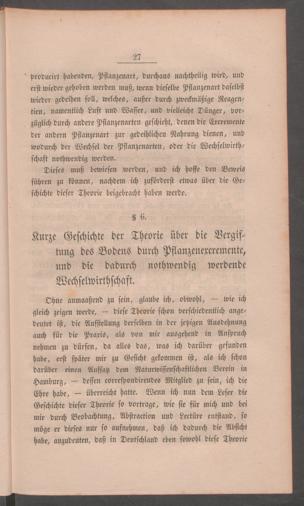 27
producirt habenden, Pflanzenart, durchaus nachtheilig wird, und
erst wieder gehoben werden muß, wenn dieselbe Pflanzenart daselbst
wieder gedeihen soll, welches, außer durch zweckmäßige Reagen-
tien, namentlich Luft und Wasser, und vielleicht Dünger, vor-
züglich durch andere Pflanzenarten geschieht, denen die Excremente
der andern Pflanzenart zur gedeihlichen Nahrung dienen, und
wodurch der Wechsel der Pflanzenarten, oder die Wechselwirth-
schaft nothwendig werden.
Dieses muß bewiesen werden, und ich hoffe den Beweis
führen zu können, nachdem ich zuförderst etwas über die Ge-
schichte dieser Theorie beigebracht haben werde.
§ 6.
Kurze Geschichte der Theorie über die Vergif-
tung des Bodens durch Pflanzenexcremente,
und die dadurch nothwendig werdende
Wechselwirthschaft.
Ohne anmaaßend zu sein, glaube ich, obwohl, — wie ich
gleich zeigen werde, — diese Theorie schon verschiedentlich ange-
deutet ist, die Aufstellung derselben in der jetzigen Ausdehnung
auch für die Praxis, als von mir ausgehend in Anspruch
nehmen zu dürfen, da alles das, was ich darüber gefunden
habe, erst später mir zu Gesicht gekommen ist, als ich schon
darüber einen Aufsatz dem Naturwissenschaftlichen Verein in
Hamburg, — dessen correspondirendes Mitglied zu sein, ich die
Ehre habe, — überreicht hatte. Wenn ich nun dem Leser die
Geschichte dieser Theorie so vortrage, wie sie für mich und bei
mir durch Beobachtung, Abstraction und Lectüre entstand, so
möge er dieses nur so aufnehmen, daß ich dadurch die Absicht
habe, anzudeuten, daß in Deutschland eben sowohl diese Theorie